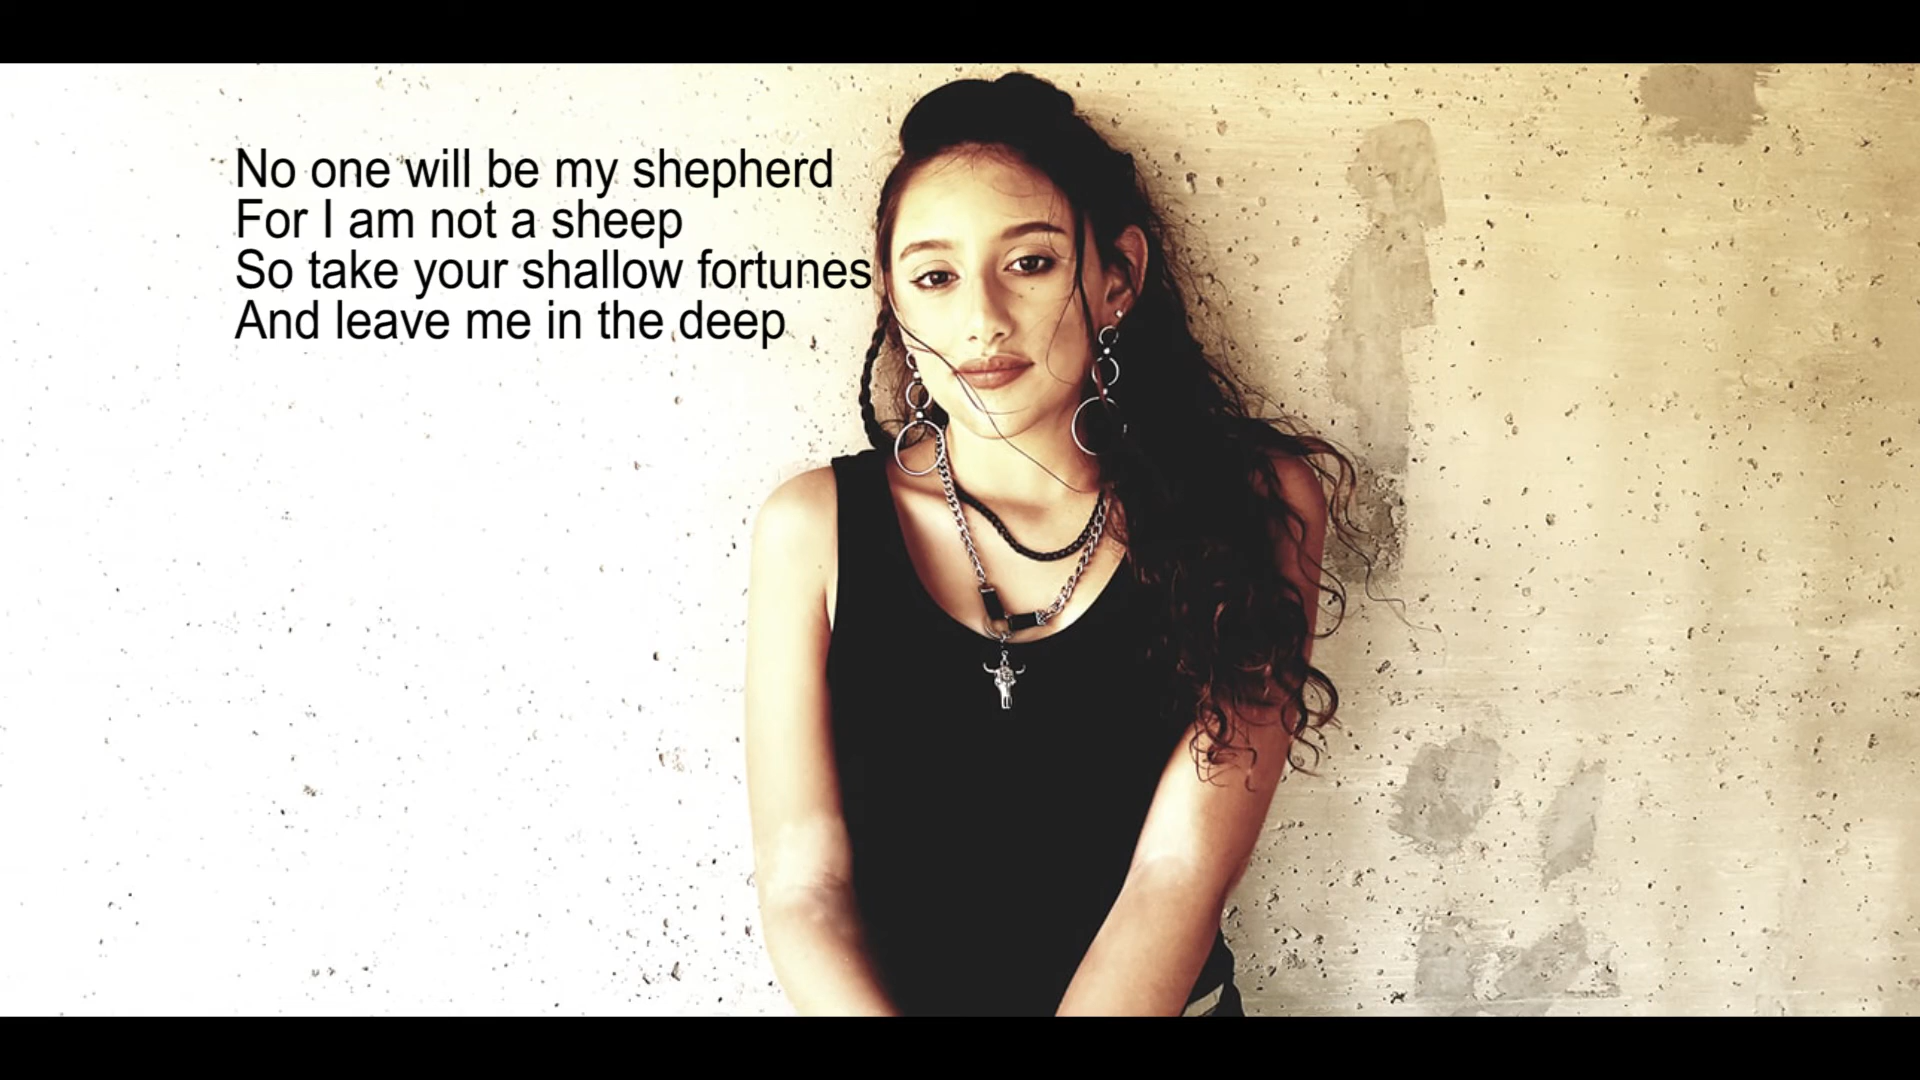 No one will be my shepherd
For I am not a sheep
So take your shallow fortunes
And leave me in the deep